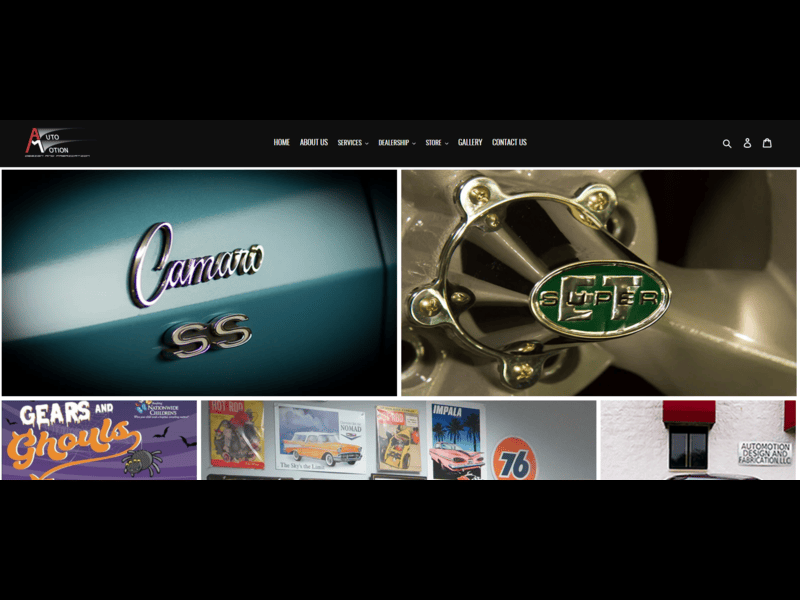 AUTO
MOTION
HOME ABOUT US SERVICES DEALERSHIP STORE GALLERY CONTACT US
Camaro
SS
SUPER
ET
GEARS AND
Ghouls
NATIONWIDE
CHILDREN'S
HOT ROD
NOMAD
The Sky's the Limit!
IMPALA
76
AUTOMOTION
DESIGN AND
FABRICATION,LLC